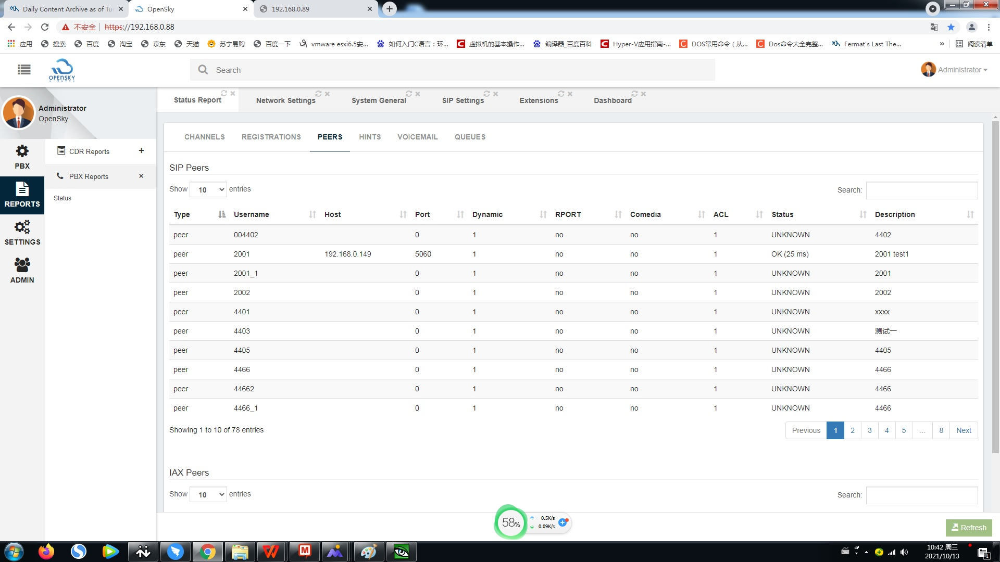 Daily Content Archive as of Tu
OpenSky
192.168.0.89
不安全 https://192.168.0.88
应用 搜索 百度 淘宝 京东 天猫 苏宁易购 百度一下 vmware esxi6.5安... 如何入门C语言：环... 虚拟机的基本操作... 编译器_百度百科 Hyper-V应用指南-... DOS常用命令（从... Dos命令大全完整... Fermat's Last The... » 阅读清单
OPENSKY
Search
Administrator
Administrator
OpenSky
Status Report Network Settings System General SIP Settings Extensions Dashboard
PBX
REPORTS
SETTINGS
ADMIN
CDR Reports +
PBX Reports ×
Status
CHANNELS REGISTRATIONS PEERS HINTS VOICEMAIL QUEUES
SIP Peers
Show 10 entries Search:
Type Username Host Port Dynamic RPORT Comedia ACL Status Description
peer 004402 0 1 no no 1 UNKNOWN 4402
peer 2001 192.168.0.149 5060 1 no no 1 OK (25 ms) 2001 test1
peer 2001_1 0 1 no no 1 UNKNOWN 2001
peer 2002 0 1 no no 1 UNKNOWN 2002
peer 4401 0 1 no no 1 UNKNOWN xxxx
peer 4403 0 1 no no 1 UNKNOWN 测试一
peer 4405 0 1 no no 1 UNKNOWN 4405
peer 4466 0 1 no no 1 UNKNOWN 4466
peer 44662 0 1 no no 1 UNKNOWN 4466
peer 4466_1 0 1 no no 1 UNKNOWN 4466
Showing 1 to 10 of 78 entries
Previous 1 2 3 4 5 … 8 Next
IAX Peers
Show 10 entries Search:
58%
0.5K/s
0.09K/s
Refresh
10:42 周三
2021/10/13